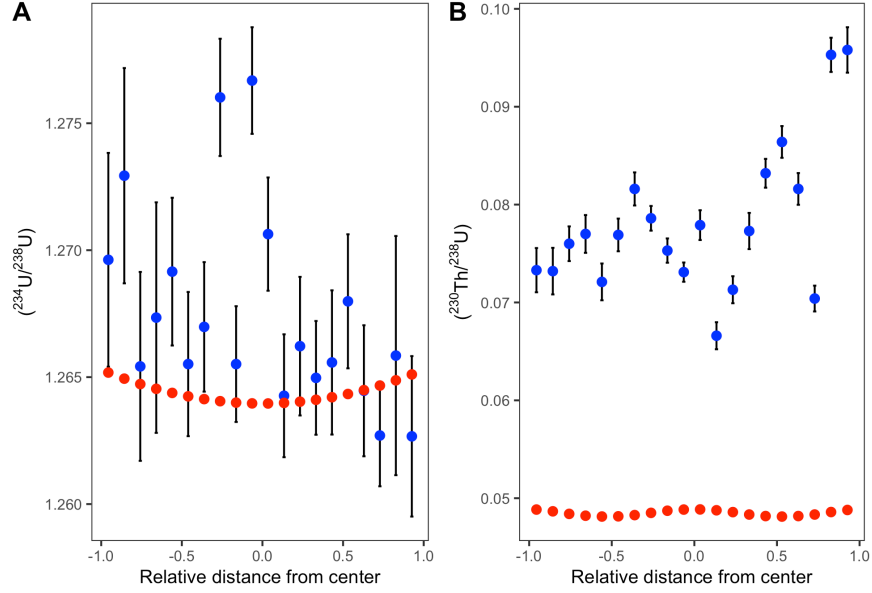 A
B
(²³⁴U/²³⁸U)
1.275
1.270
1.265
1.260
-1.0 -0.5 0.0 0.5 1.0
Relative distance from center
(²³⁰Th/²³⁸U)
0.10
0.09
0.08
0.07
0.06
0.05
-1.0 -0.5 0.0 0.5 1.0
Relative distance from center